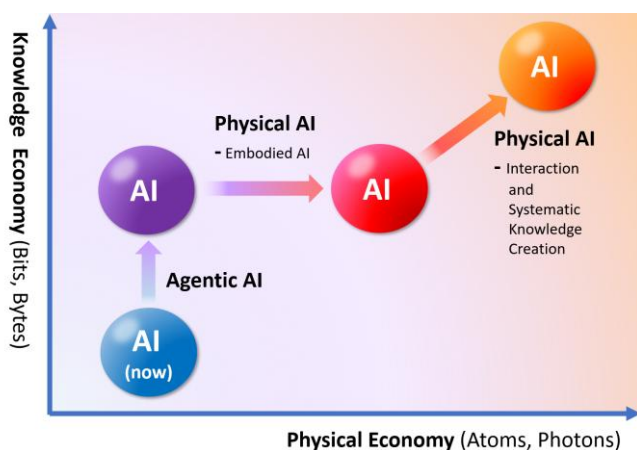 Knowledge Economy (Bits, Bytes)
AI
Physical AI
- Embodied AI
Physical AI
- Interaction
and
Systematic
Knowledge
Creation
AI
AI
Agentic AI
AI
(now)
Physical Economy (Atoms, Photons)